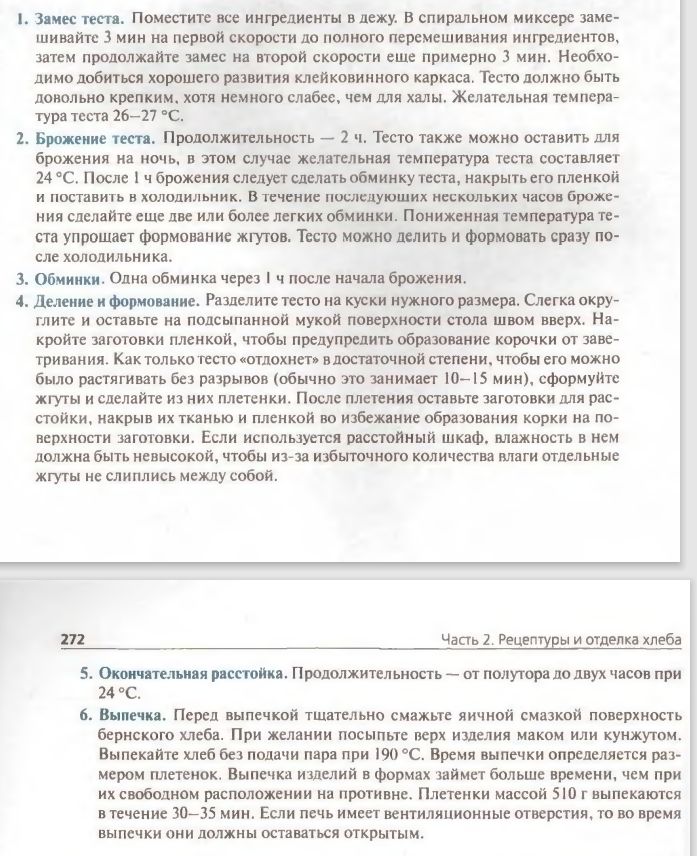 1. Замес теста. Поместите все ингредиенты в дежу. В спиральном миксере заме-
шивайте 3 мин на первой скорости до полного перемешивания ингредиентов,
затем продолжайте замес на второй скорости еще примерно 3 мин. Необхо-
димо добиться хорошего развития клейковинного каркаса. Тесто должно быть
довольно крепким, хотя немного слабее, чем для халы. Желательная темпера-
тура теста 26—27 °С.
2. Брожение теста. Продолжительность — 2 ч. Тесто также можно оставить для
брожения на ночь, в этом случае желательная температура теста составляет
24 °С. После 1 ч брожения следует сделать обминку теста, накрыть его пленкой
и поставить в холодильник. В течение последующих нескольких часов броже-
ния сделайте еще две или более легких обминки. Пониженная температура те-
ста упрощает формование жгутов. Тесто можно делить и формовать сразу по-
сле холодильника.
3. Обминки. Одна обминка через 1 ч после начала брожения.
4. Деление и формование. Разделите тесто на куски нужного размера. Слегка окру-
глите и оставьте на подсыпанной мукой поверхности стола швом вверх. На-
кройте заготовки пленкой, чтобы предупредить образование корочки от заве-
тривания. Как только тесто «отдохнет» в достаточной степени, чтобы его можно
было растягивать без разрывов (обычно это занимает 10—15 мин), сформуйте
жгуты и сделайте из них плетенки. После плетения оставьте заготовки для рас-
стойки, накрыв их тканью и пленкой во избежание образования корки на по-
верхности заготовки. Если используется расстойный шкаф, влажность в нем
должна быть невысокой, чтобы из-за избыточного количества влаги отдельные
жгуты не слиплись между собой.
272 Часть 2. Рецептуры и отделка хлеба
5. Окончательная расстойка. Продолжительность — от полутора до двух часов при
24 °С.
6. Выпечка. Перед выпечкой тщательно смажьте яичной смазкой поверхность
бернского хлеба. При желании посыпьте верх изделия маком или кунжутом.
Выпекайте хлеб без подачи пара при 190 °С. Время выпечки определяется раз-
мером плетенок. Выпечка изделий в формах займет больше времени, чем при
их свободном расположении на противне. Плетенки массой 510 г выпекаются
в течение 30—35 мин. Если печь имеет вентиляционные отверстия, то во время
выпечки они должны оставаться открытым.